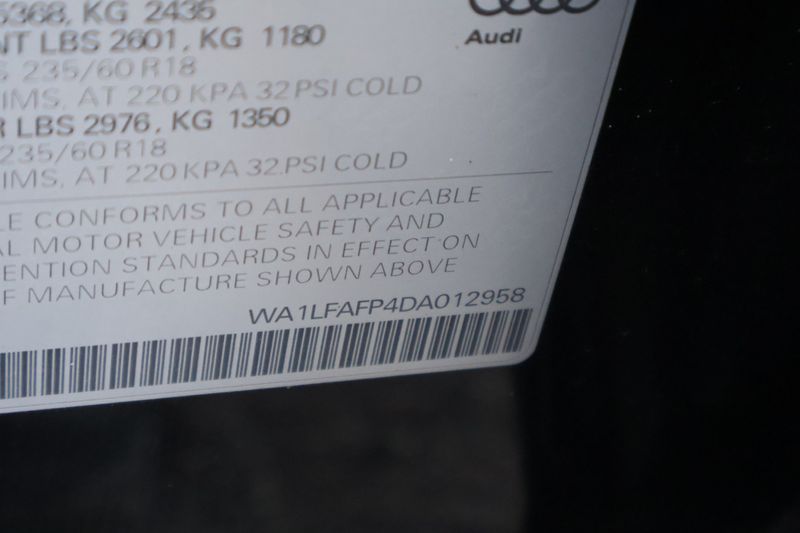 5368, KG 2435
Audi
NT LBS 2601, KG 1180
S 235/60 R18
IMS, AT 220 KPA 32 PSI COLD
R LBS 2976, KG 1350
235/60 R18
IMS, AT 220 KPA 32.PSI COLD
LE CONFORMS TO ALL APPLICABLE
AL MOTOR VEHICLE SAFETY AND
ENTION STANDARDS IN EFFECT ON
F MANUFACTURE SHOWN ABOVE
WA1LFAFP4DA012958